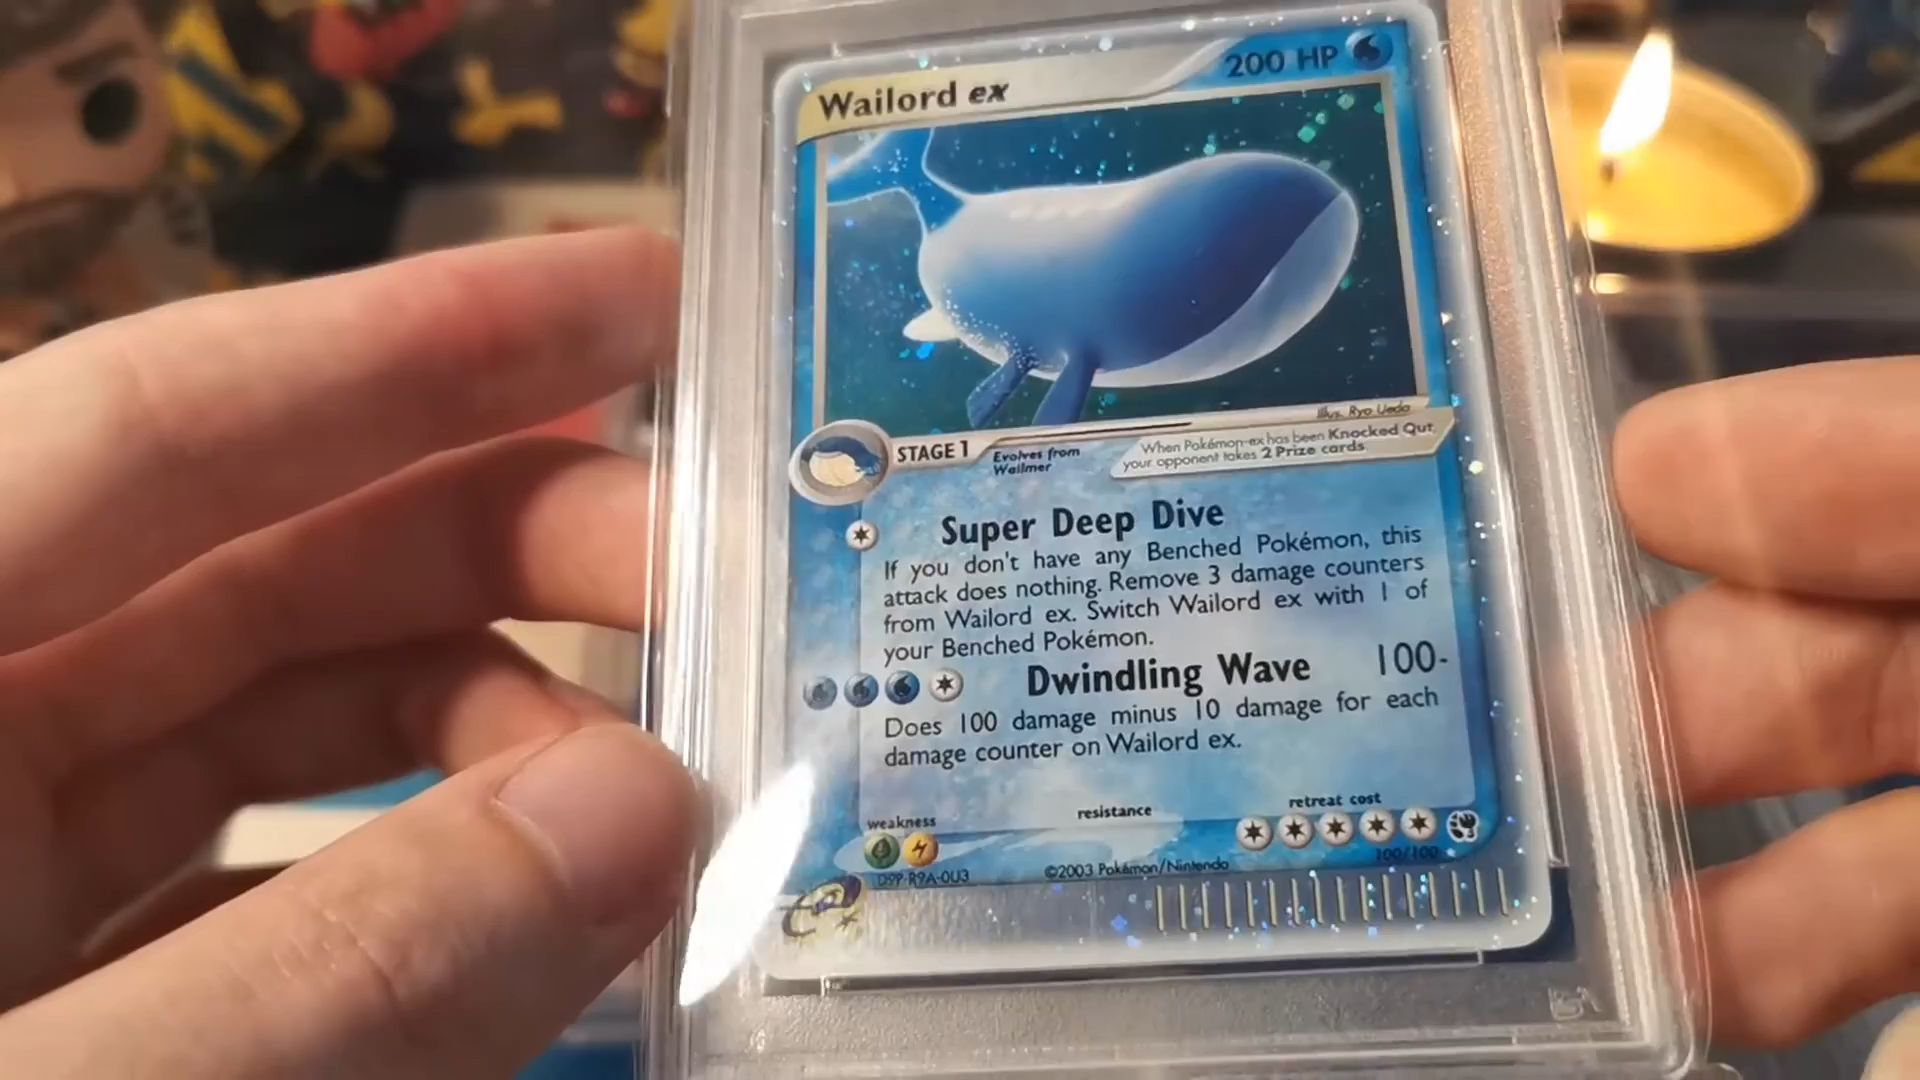 Wailord ex
200 HP
Illus. Ryo Ueda
STAGE 1
Evolves from
Wailmer
When Pokémon-ex has been Knocked Out,
your opponent takes 2 Prize cards.
Super Deep Dive
If you don't have any Benched Pokémon, this
attack does nothing. Remove 3 damage counters
from Wailord ex. Switch Wailord ex with 1 of
your Benched Pokémon.
Dwindling Wave 100-
Does 100 damage minus 10 damage for each
damage counter on Wailord ex.
weakness
resistance
retreat cost
D9P-R9A-0U3
©2003 Pokémon/Nintendo
100/100
e